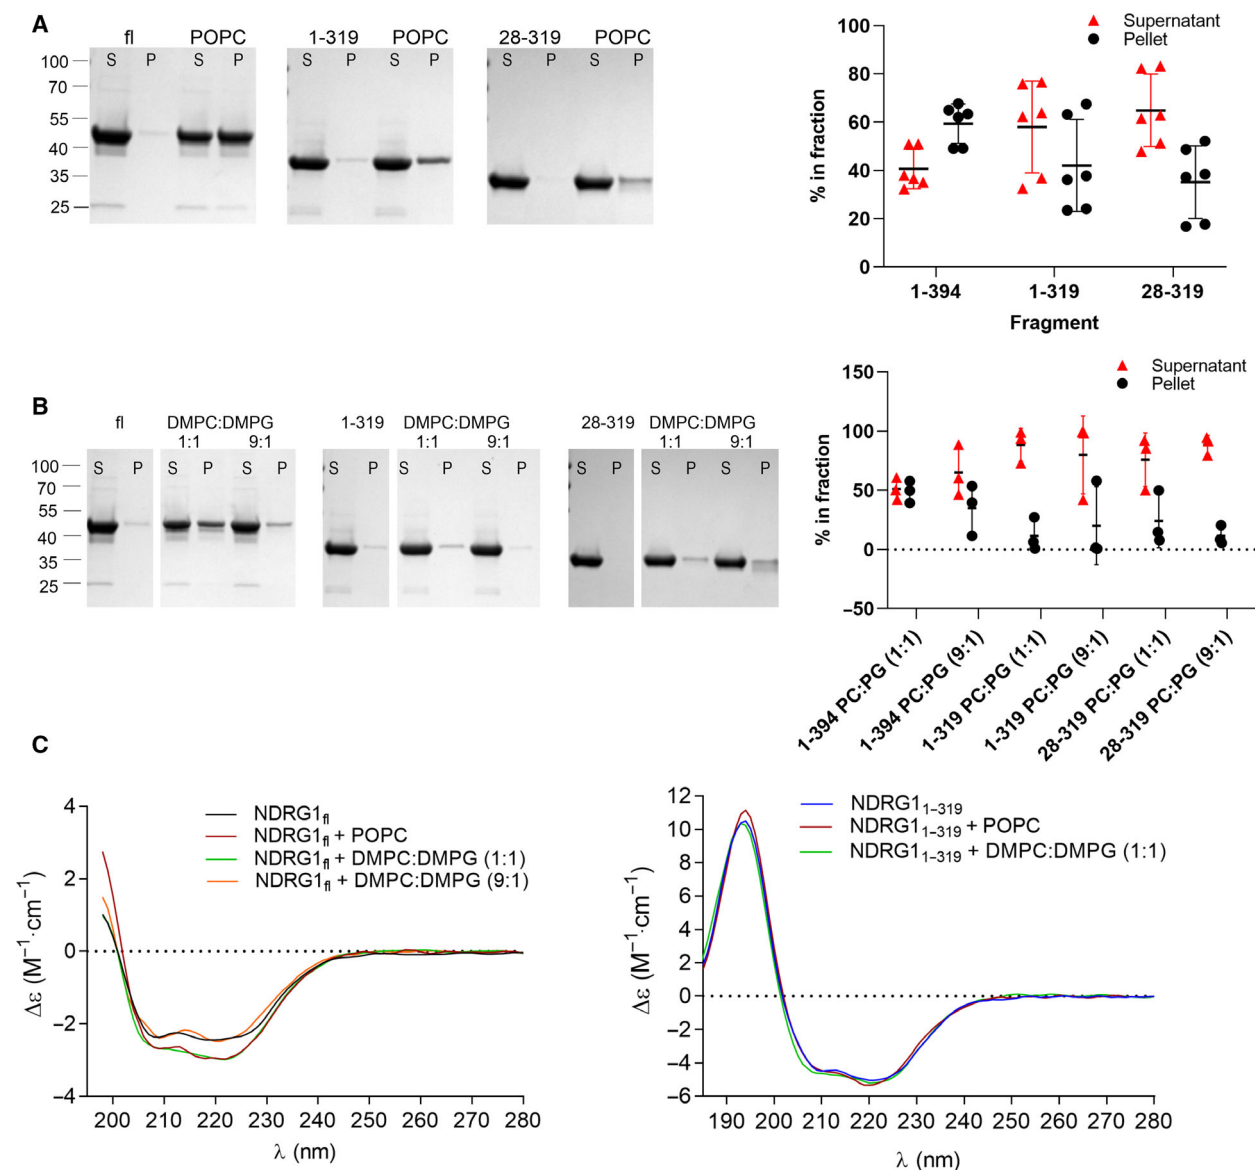 A
fl POPC
S P S P
1-319 POPC
S P S P
28-319 POPC
S P S P
100
70
55
40
35
25
Supernatant
Pellet
% in fraction
100
80
60
40
20
0
1-394 1-319 28-319
Fragment
B
fl DMPC:DMPG
1:1 9:1
S P S P S P
1-319 DMPC:DMPG
1:1 9:1
S P S P S P
28-319 DMPC:DMPG
1:1 9:1
S P S P S P
100
70
55
40
35
25
Supernatant
Pellet
% in fraction
150
100
50
0
−50
1-394 PC:PG (1:1)
1-394 PC:PG (9:1)
1-319 PC:PG (1:1)
1-319 PC:PG (9:1)
28-319 PC:PG (1:1)
28-319 PC:PG (9:1)
C
NDRG1fl
NDRG1fl + POPC
NDRG1fl + DMPC:DMPG (1:1)
NDRG1fl + DMPC:DMPG (9:1)
Δε (M−1·cm−1)
4
2
0
−2
−4
200 210 220 230 240 250 260 270 280
λ (nm)
NDRG11–319
NDRG11–319 + POPC
NDRG11–319 + DMPC:DMPG (1:1)
Δε (M−1·cm−1)
12
10
8
6
4
2
0
−2
−4
−6
190 200 210 220 230 240 250 260 270 280
λ (nm)